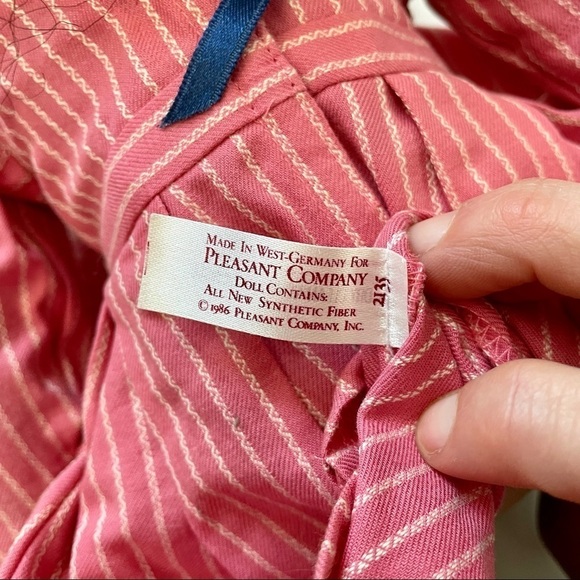 Made In West-Germany For
Pleasant Company
Doll Contains:
All New Synthetic Fiber
© 1986 Pleasant Company, Inc.
2135